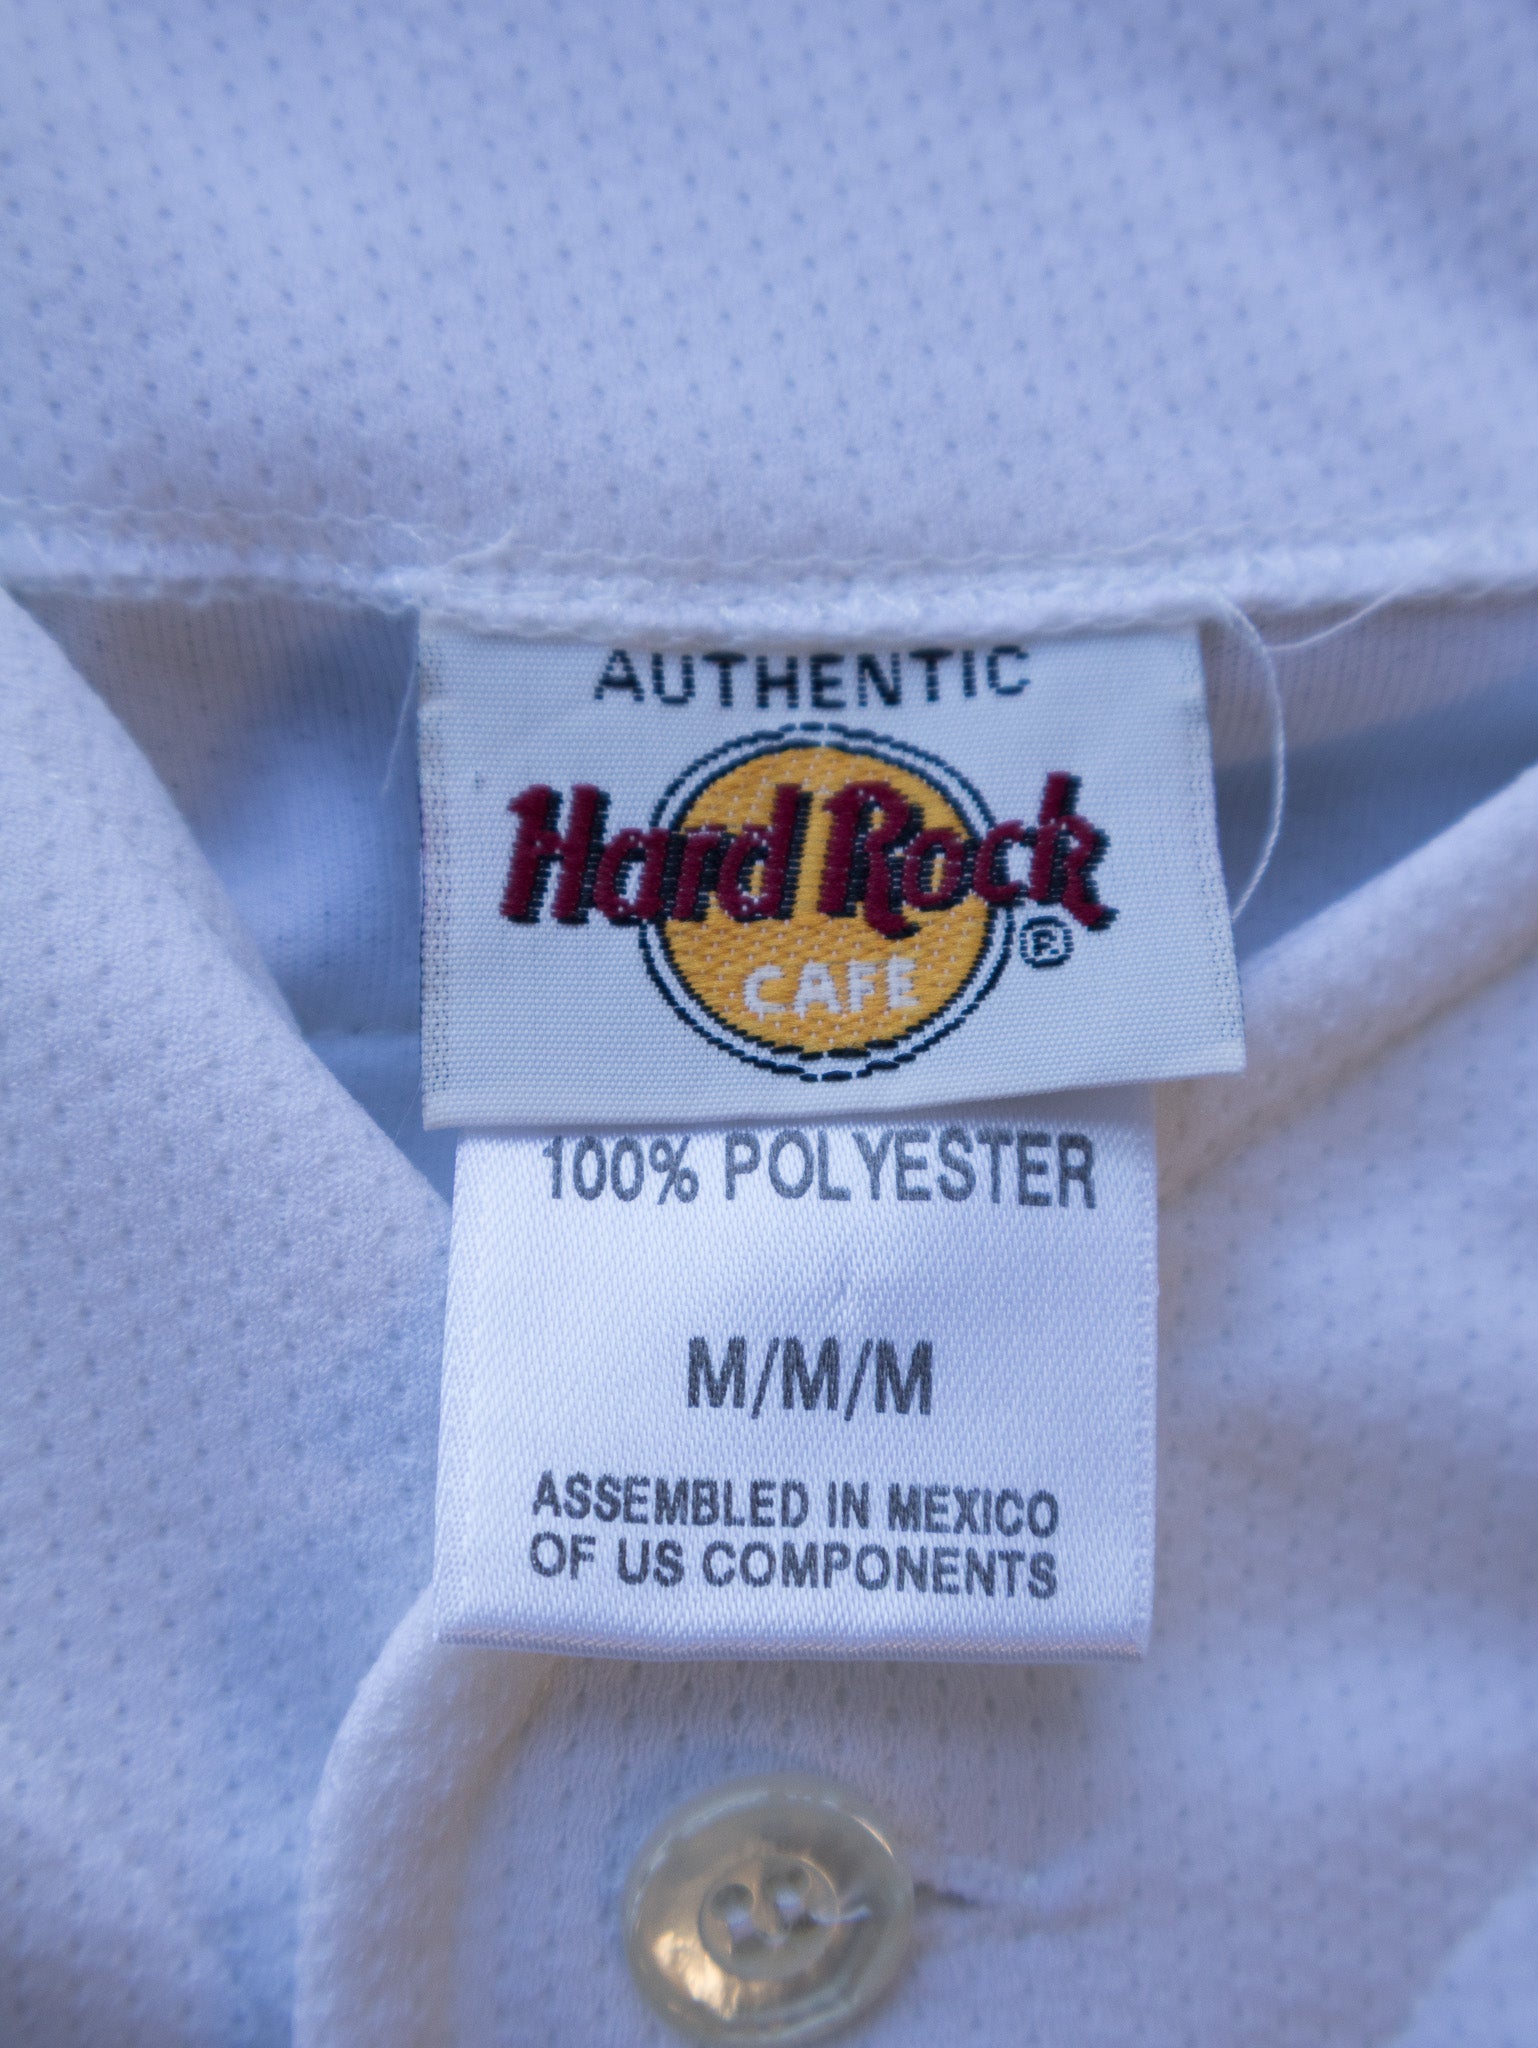 AUTHENTIC
Hard Rock
CAFE ®
100% POLYESTER
M/M/M
ASSEMBLED IN MEXICO
OF US COMPONENTS